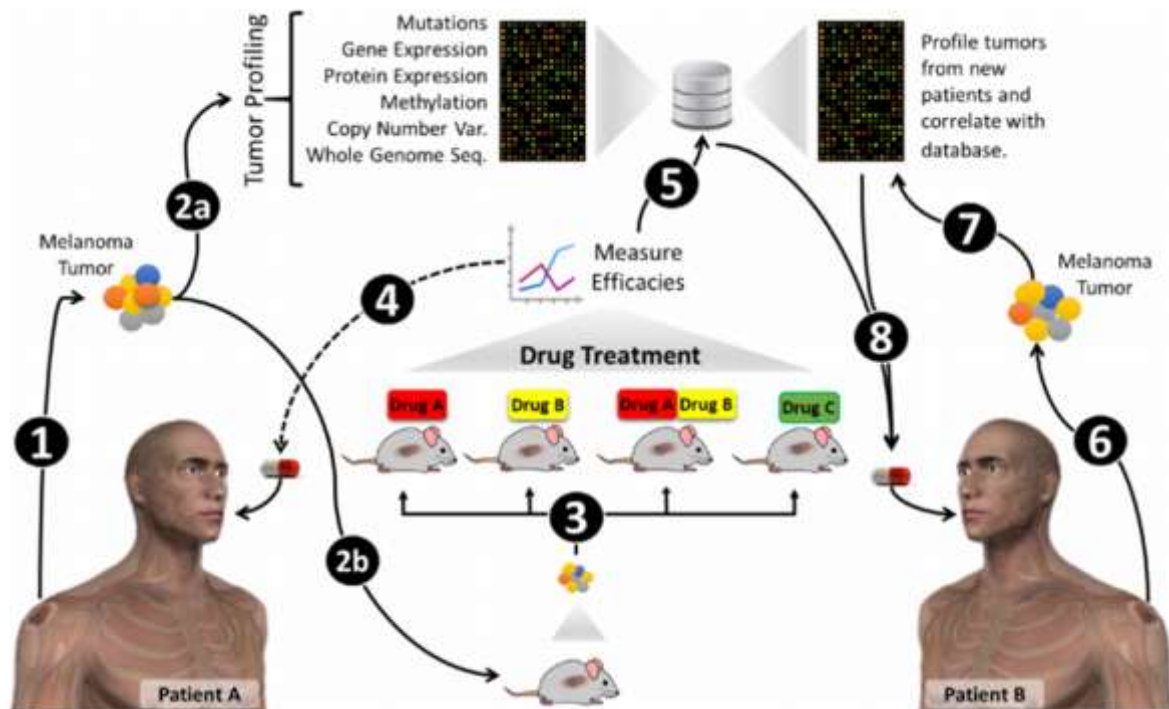 Tumor Profiling
Mutations
Gene Expression
Protein Expression
Methylation
Copy Number Var.
Whole Genome Seq.
Profile tumors
from new
patients and
correlate with
database.
2a
5
7
Melanoma
Tumor
Measure
Efficacies
Melanoma
Tumor
4
8
Drug Treatment
Drug A
Drug B
Drug A
Drug B
Drug C
1
6
3
2b
Patient A
Patient B